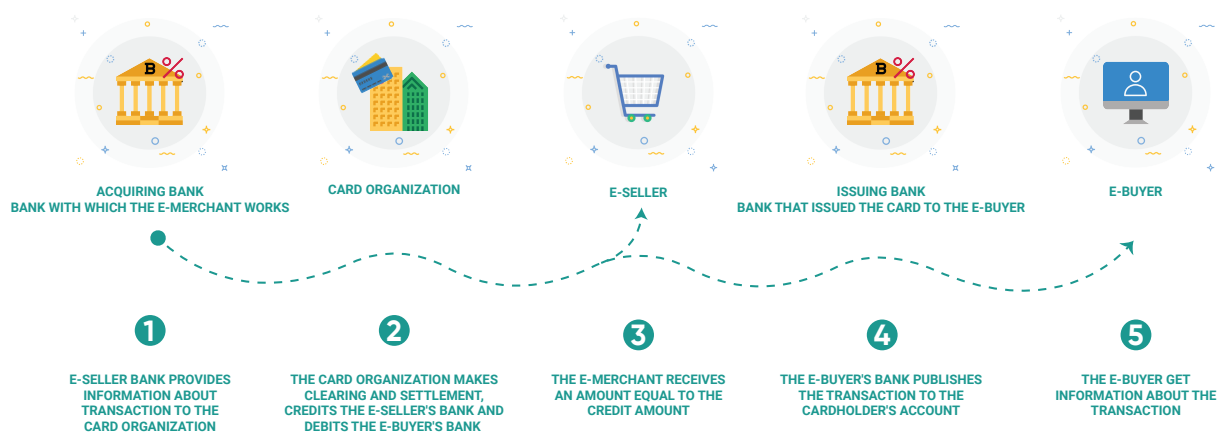 B
ACQUIRING BANK
BANK WITH WHICH THE E-MERCHANT WORKS
CARD ORGANIZATION
E-SELLER
B
ISSUING BANK
BANK THAT ISSUED THE CARD TO THE E-BUYER
E-BUYER
1
E-SELLER BANK PROVIDES
INFORMATION ABOUT
TRANSACTION TO THE
CARD ORGANIZATION
2
THE CARD ORGANIZATION MAKES
CLEARING AND SETTLEMENT,
CREDITS THE E-SELLER'S BANK AND
DEBITS THE E-BUYER'S BANK
3
THE E-MERCHANT RECEIVES
AN AMOUNT EQUAL TO THE
CREDIT AMOUNT
4
THE E-BUYER'S BANK PUBLISHES
THE TRANSACTION TO THE
CARDHOLDER'S ACCOUNT
5
THE E-BUYER GET
INFORMATION ABOUT THE
TRANSACTION